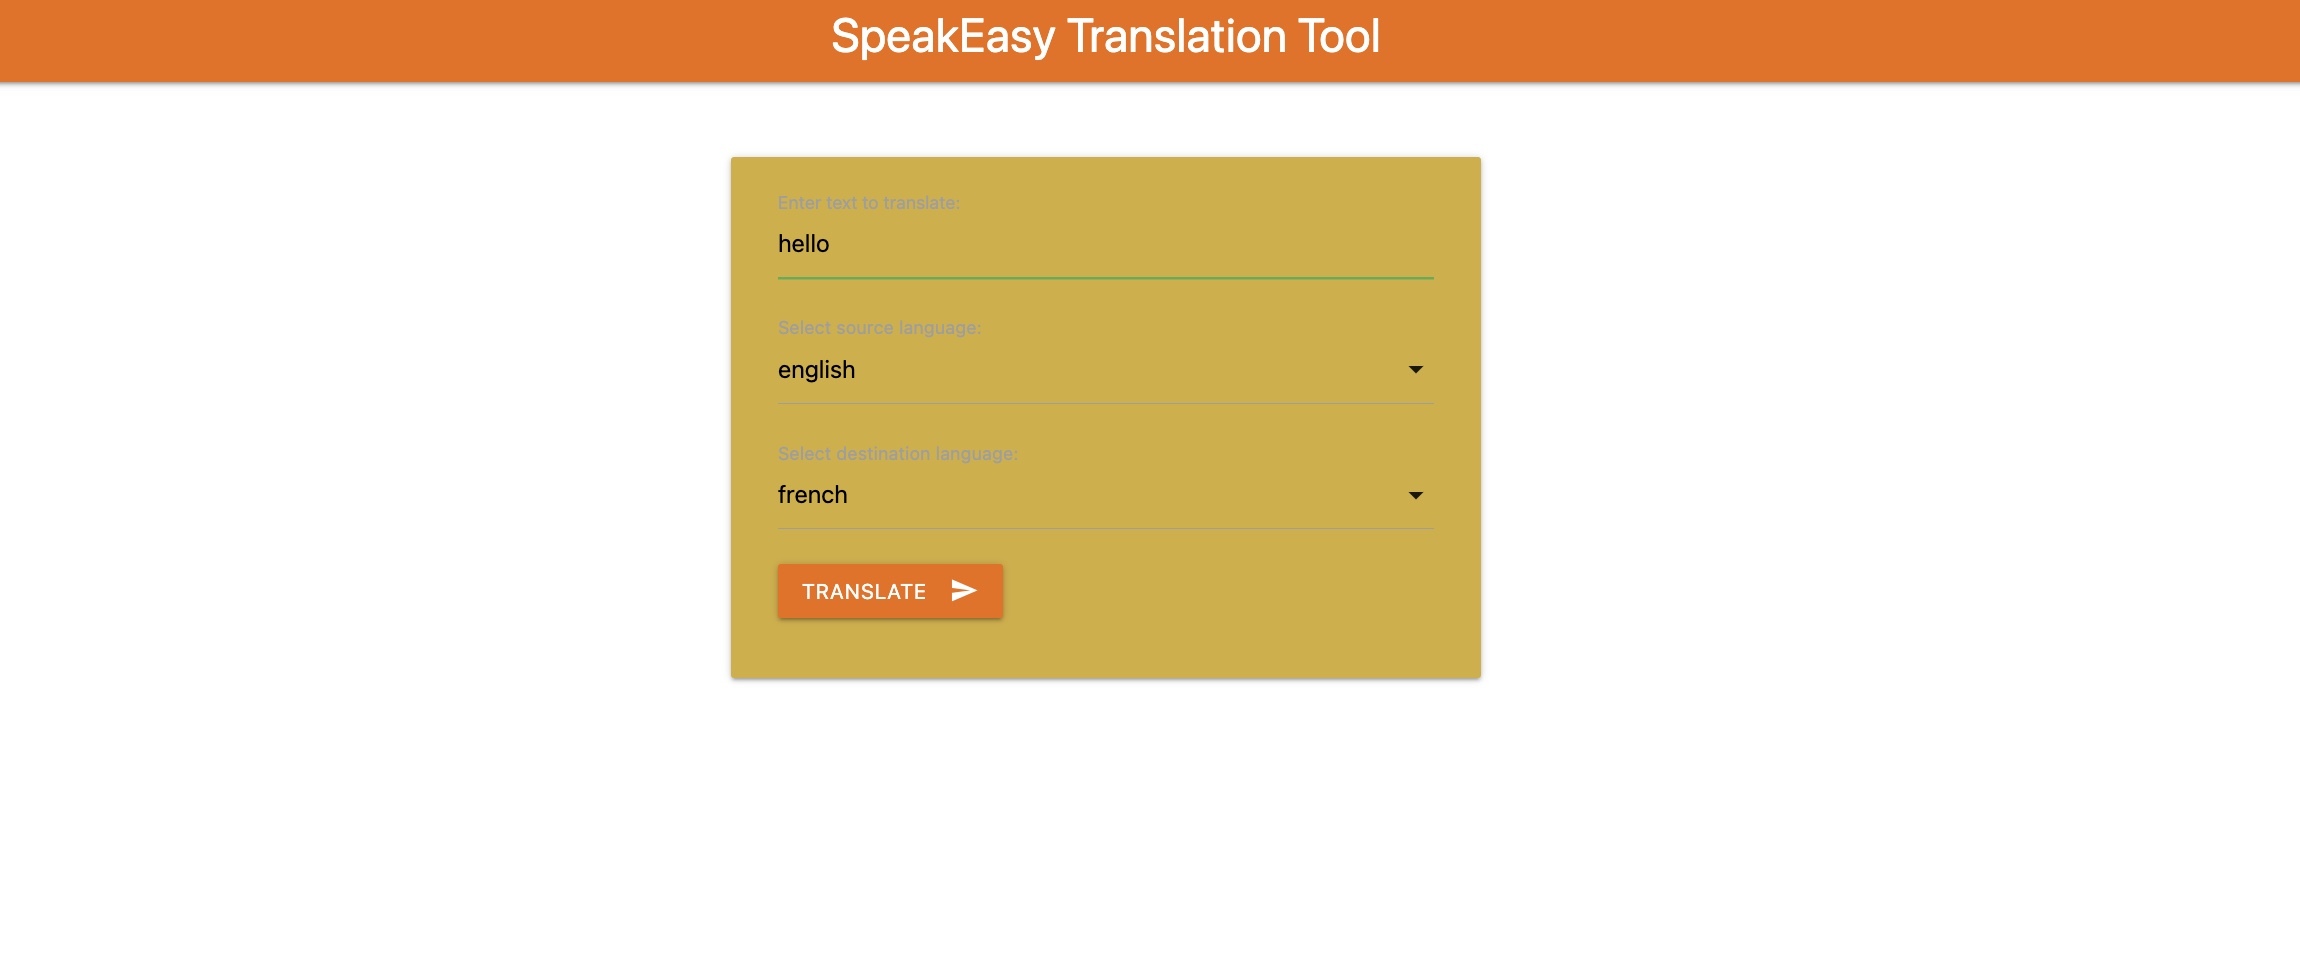 SpeakEasy Translation Tool
Enter text to translate:
hello
Select source language:
english
Select destination language:
french
TRANSLATE